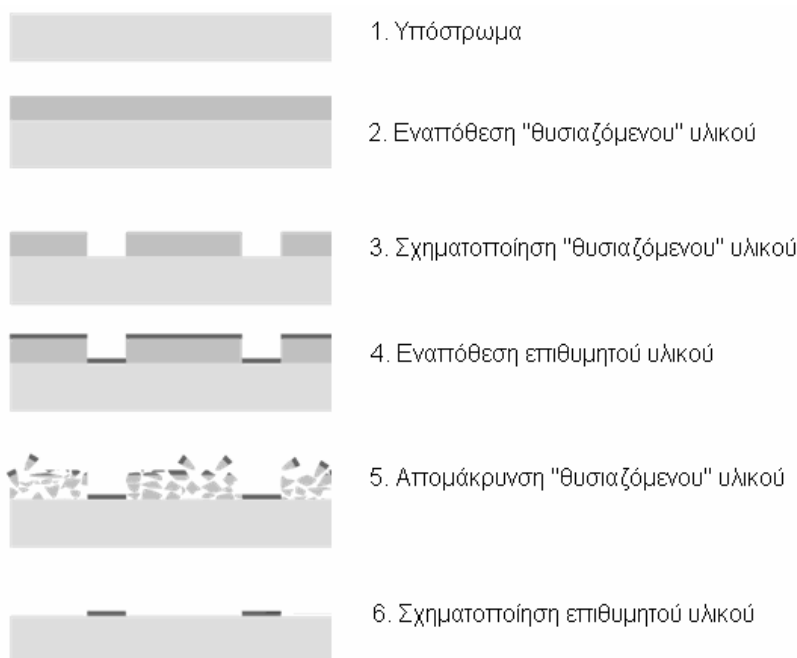 1. Υπόστρωμα
2. Εναπόθεση "θυσιαζόμενου" υλικού
3. Σχηματοποίηση "θυσιαζόμενου" υλικού
4. Εναπόθεση επιθυμητού υλικού
5. Απομάκρυνση "θυσιαζόμενου" υλικού
6. Σχηματοποίηση επιθυμητού υλικού